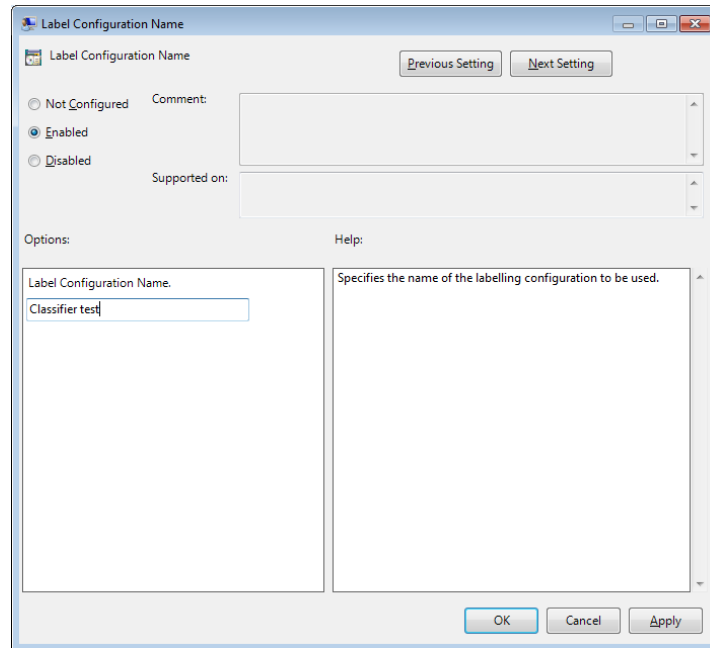 Label Configuration Name
Label Configuration Name
Previous Setting
Next Setting
Not Configured
Comment:
Enabled
Disabled
Supported on:
Options:
Help:
Label Configuration Name.
Classifier test
Specifies the name of the labelling configuration to be used.
OK
Cancel
Apply